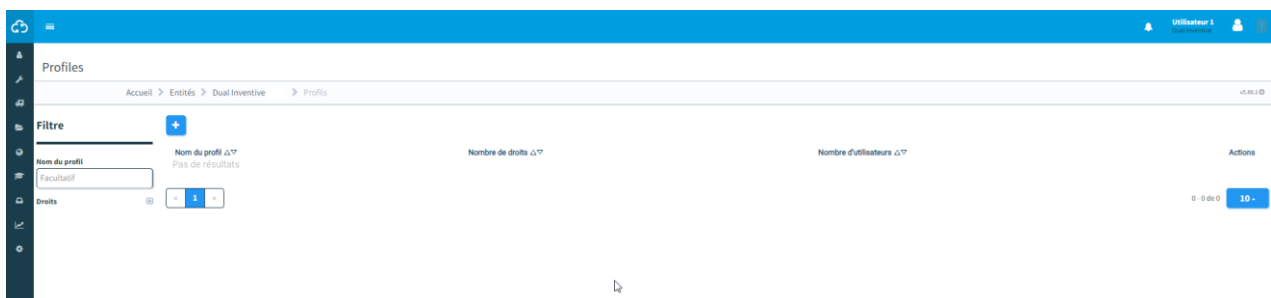 Utilisateur 1
Dual Inventive
Profiles
Accueil > Entités > Dual Inventive > Profils
Filtre
+
Nom du profil
Facultatif
Droits
Nom du profil △▽ Nombre de droits △▽ Nombre d'utilisateurs △▽ Actions
Pas de résultats
« 1 »
0 - 0 de 0
10 -